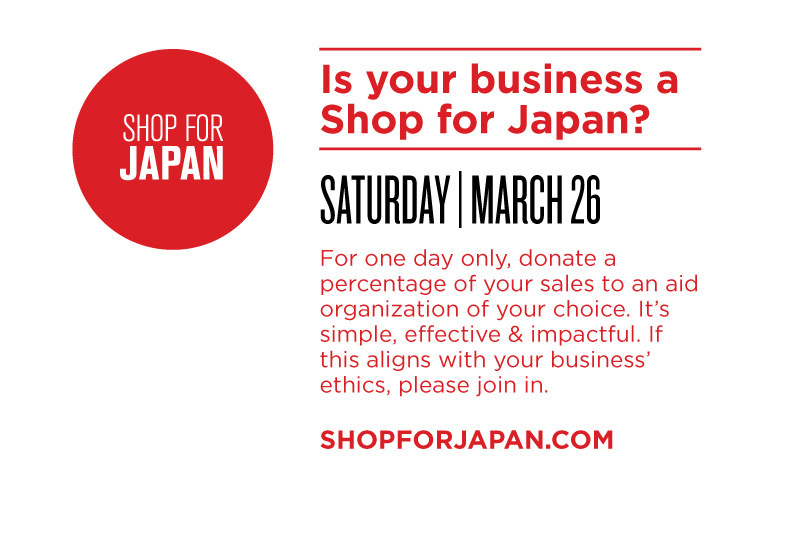 SHOP FOR
JAPAN
Is your business a
Shop for Japan?
SATURDAY | MARCH 26
For one day only, donate a
percentage of your sales to an aid
organization of your choice. It’s
simple, effective & impactful. If
this aligns with your business’
ethics, please join in.
SHOPFORJAPAN.COM